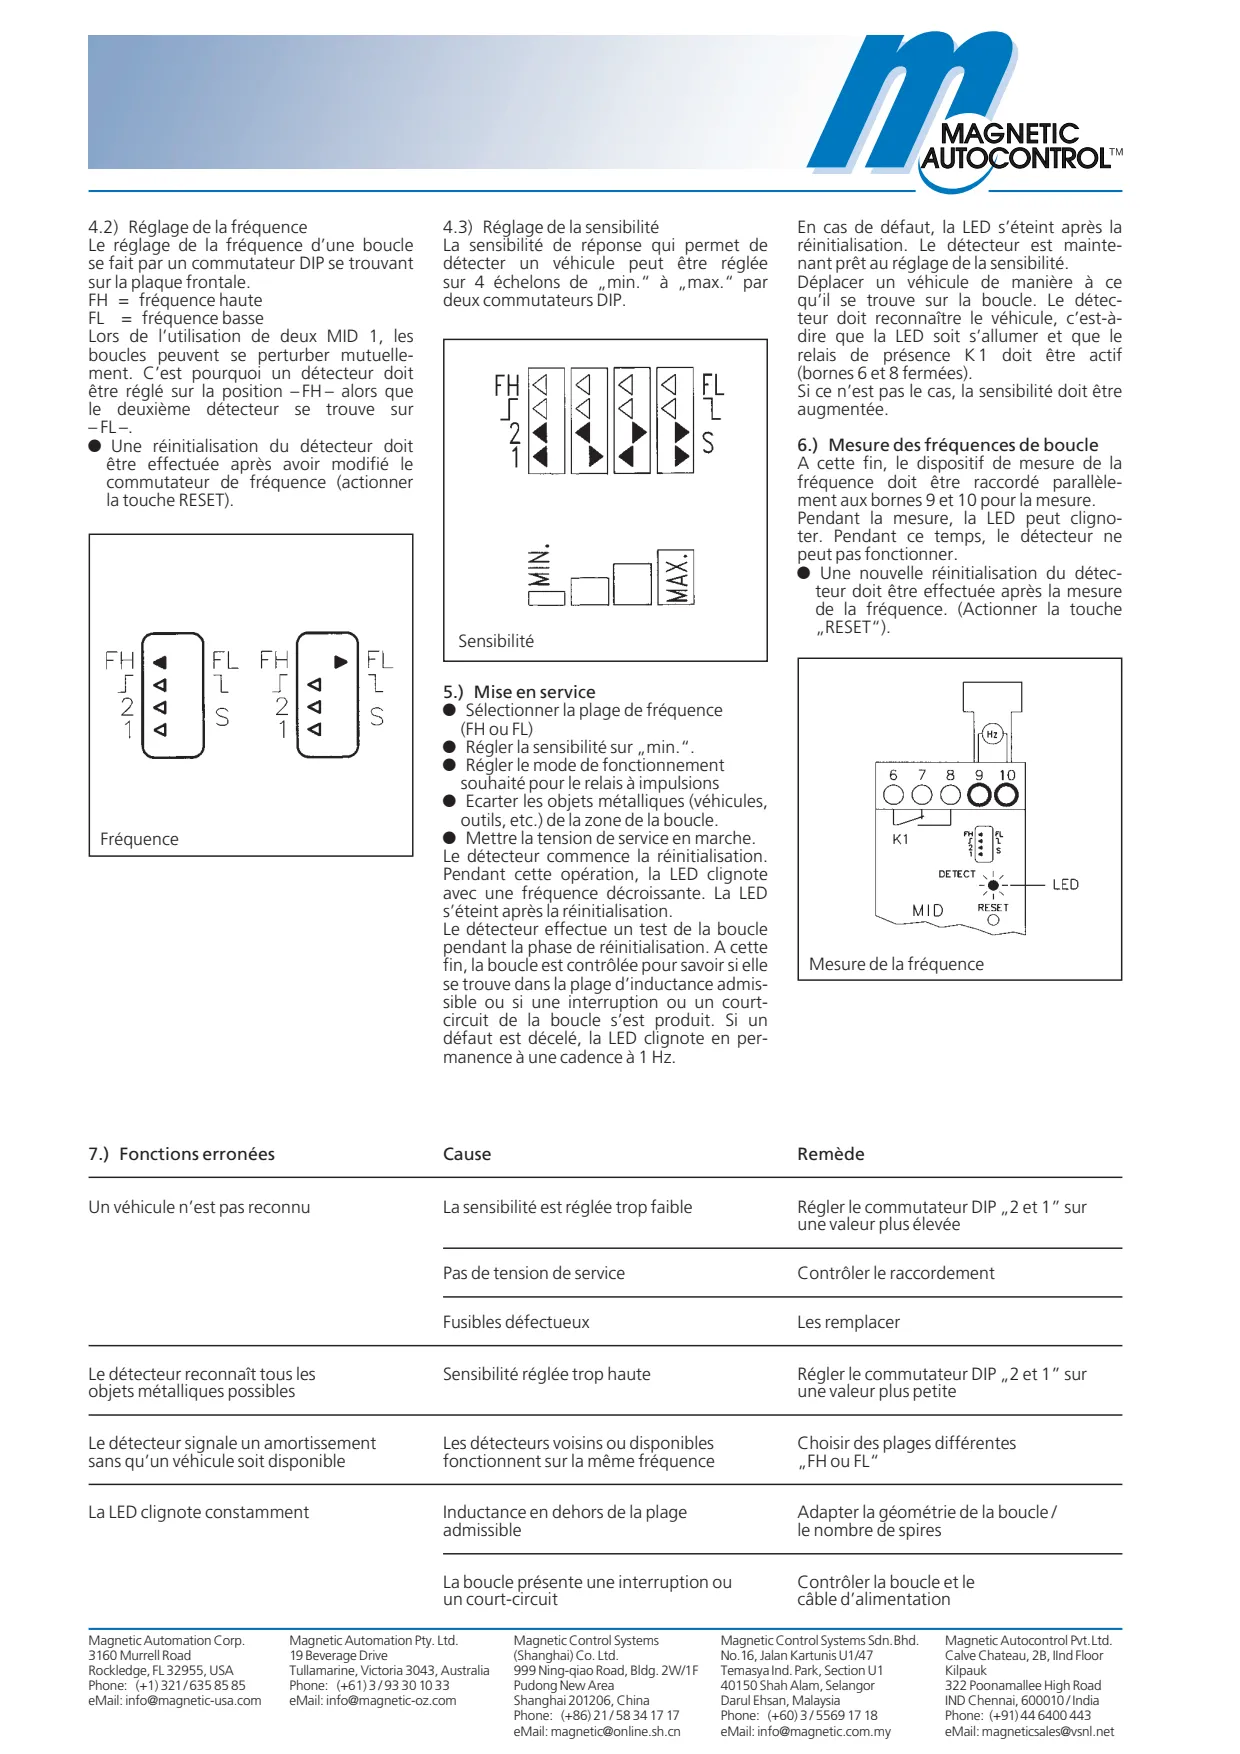 MAGNETIC
AUTOCONTROL™
4.2) Réglage de la fréquence
Le réglage de la fréquence d’une boucle
se fait par un commutateur DIP se trouvant
sur la plaque frontale.
FH = fréquence haute
FL = fréquence basse
Lors de l’utilisation de deux MID 1, les
boucles peuvent se perturber mutuelle-
ment. C’est pourquoi un détecteur doit
être réglé sur la position –FH– alors que
le deuxième détecteur se trouve sur
–FL–.
● Une réinitialisation du détecteur doit
être effectuée après avoir modifié le
commutateur de fréquence (actionner
la touche RESET).
FH FL FH FL
2 S 2 S
1 1
Fréquence
4.3) Réglage de la sensibilité
La sensibilité de réponse qui permet de
détecter un véhicule peut être réglée
sur 4 échelons de „min.“ à „max.“ par
deux commutateurs DIP.
FH FL
2 S
1
MIN. MAX.
Sensibilité
5.) Mise en service
● Sélectionner la plage de fréquence
(FH ou FL)
● Régler la sensibilité sur „min.“.
● Régler le mode de fonctionnement
souhaité pour le relais à impulsions
● Ecarter les objets métalliques (véhicules,
outils, etc.) de la zone de la boucle.
● Mettre la tension de service en marche.
Le détecteur commence la réinitialisation.
Pendant cette opération, la LED clignote
avec une fréquence décroissante. La LED
s’éteint après la réinitialisation.
Le détecteur effectue un test de la boucle
pendant la phase de réinitialisation. A cette
fin, la boucle est contrôlée pour savoir si elle
se trouve dans la plage d’inductance admis-
sible ou si une interruption ou un court-
circuit de la boucle s’est produit. Si un
défaut est décelé, la LED clignote en per-
manence à une cadence à 1 Hz.
En cas de défaut, la LED s’éteint après la
réinitialisation. Le détecteur est mainte-
nant prêt au réglage de la sensibilité.
Déplacer un véhicule de manière à ce
qu’il se trouve sur la boucle. Le détec-
teur doit reconnaître le véhicule, c’est-à-
dire que la LED soit s’allumer et que le
relais de présence K1 doit être actif
(bornes 6 et 8 fermées).
Si ce n’est pas le cas, la sensibilité doit être
augmentée.
6.) Mesure des fréquences de boucle
A cette fin, le dispositif de mesure de la
fréquence doit être raccordé parallèle-
ment aux bornes 9 et 10 pour la mesure.
Pendant la mesure, la LED peut cligno-
ter. Pendant ce temps, le détecteur ne
peut pas fonctionner.
● Une nouvelle réinitialisation du détec-
teur doit être effectuée après la mesure
de la fréquence. (Actionner la touche
„RESET“).
Hz
6 7 8 9 10
K1
FH FL
2 S
1
DETECT
LED
MID RESET
Mesure de la fréquence
7.) Fonctions erronées Cause Remède
Un véhicule n’est pas reconnu La sensibilité est réglée trop faible Régler le commutateur DIP „2 et 1“ sur
une valeur plus élevée
Pas de tension de service Contrôler le raccordement
Fusibles défectueux Les remplacer
Le détecteur reconnaît tous les Sensibilité réglée trop haute Régler le commutateur DIP „2 et 1“ sur
objets métalliques possibles une valeur plus petite
Le détecteur signale un amortissement Les détecteurs voisins ou disponibles Choisir des plages différentes
sans qu’un véhicule soit disponible fonctionnent sur la même fréquence „FH ou FL“
La LED clignote constamment Inductance en dehors de la plage Adapter la géométrie de la boucle /
admissible le nombre de spires
La boucle présente une interruption ou Contrôler la boucle et le
un court-circuit câble d’alimentation
Magnetic Automation Corp.
3160 Murrell Road
Rockledge, FL 32955, USA
Phone: (+1) 321/635 85 85
eMail: info@magnetic-usa.com
Magnetic Automation Pty. Ltd.
19 Beverage Drive
Tullamarine, Victoria 3043, Australia
Phone: (+61) 3/93 30 10 33
eMail: info@magnetic-oz.com
Magnetic Control Systems
(Shanghai) Co. Ltd.
999 Ning-qiao Road, Bldg. 2W/1F
Pudong New Area
Shanghai 201206, China
Phone: (+86) 21/58 34 17 17
eMail: magnetic@online.sh.cn
Magnetic Control Systems Sdn.Bhd.
No.16, Jalan Kartunis U1/47
Temasya Ind. Park, Section U1
40150 Shah Alam, Selangor
Darul Ehsan, Malaysia
Phone: (+60) 3/5569 17 18
eMail: info@magnetic.com.my
Magnetic Autocontrol Pvt.Ltd.
Calve Chateau, 2B, IInd Floor
Kilpauk
322 Poonamallee High Road
IND Chennai, 600010/India
Phone: (+91) 44 6400 443
eMail: magneticsales@vsnl.net